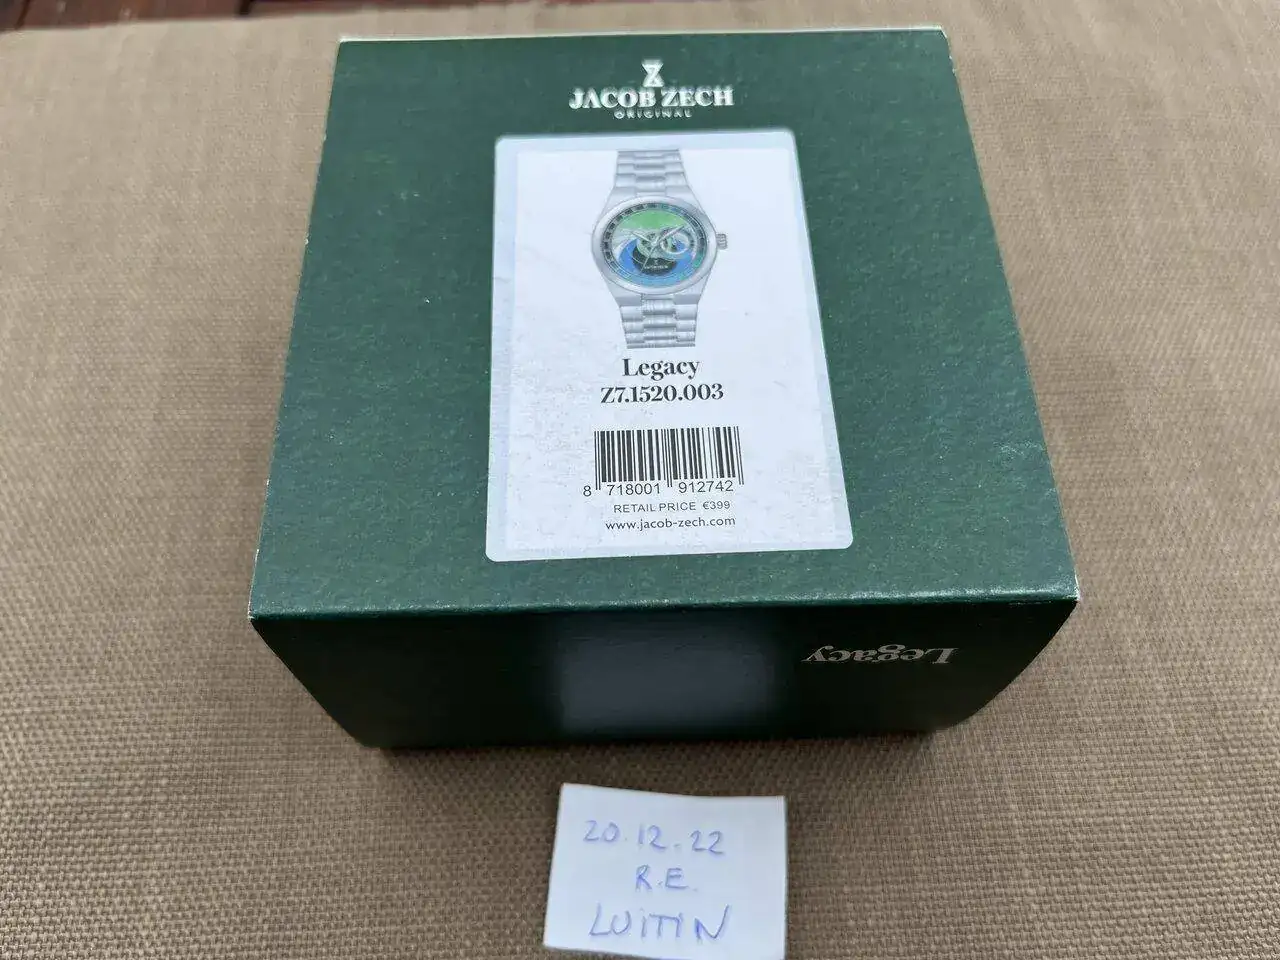 JACOB ZECH
ORIGINAL
Legacy
Z7.1520.003
8 718001 912742
RETAIL PRICE €399
www.jacob-zech.com
Legacy
20.12.22
R.E.
LUITIN